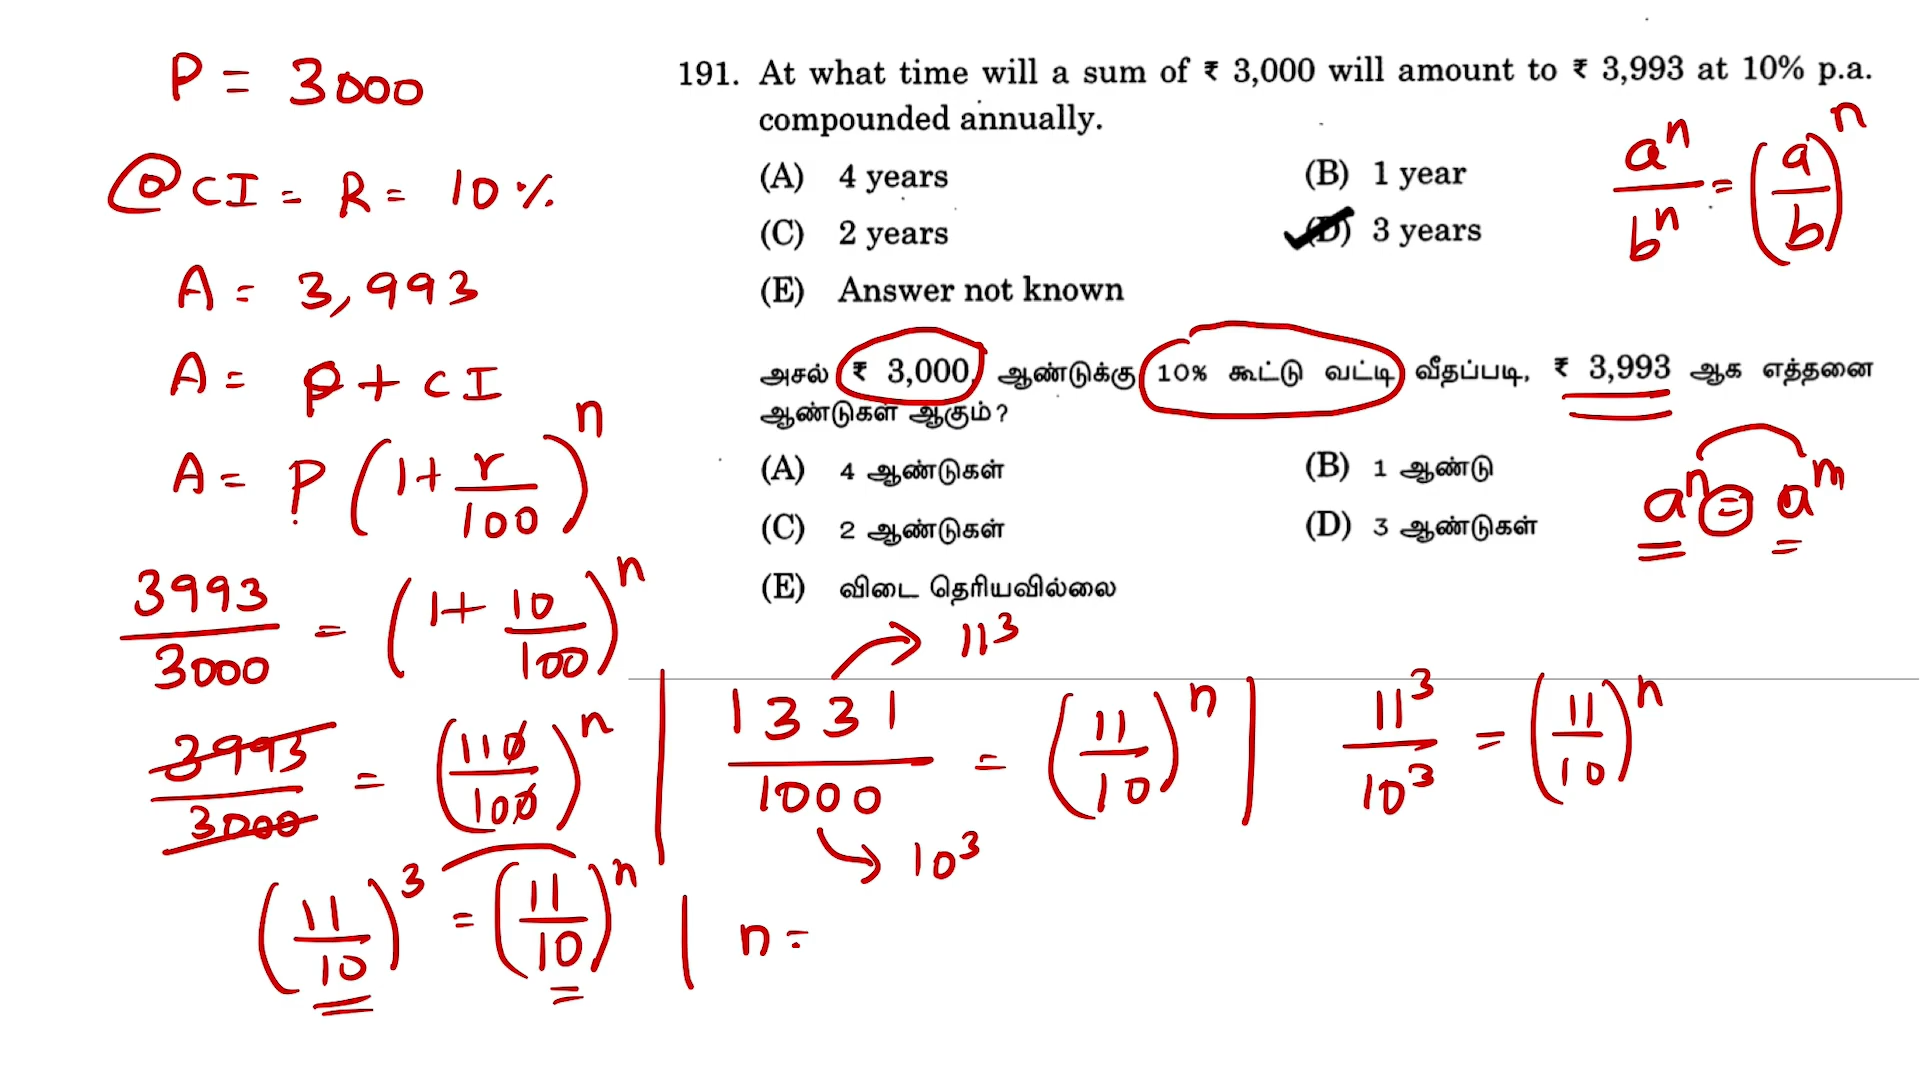 P = 3000
@ CI = R = 10%
A = 3,993
A = P + CI
A = P (1 + r/100)^n
3993/3000 = (1 + 10/100)^n
3993/3000 = (110/100)^n
(11/10)^3 = (11/10)^n
191. At what time will a sum of ₹ 3,000 will amount to ₹ 3,993 at 10% p.a.
compounded annually.
(A) 4 years
(B) 1 year
(C) 2 years
(D) 3 years
(E) Answer not known
a^n/b^n = (a/b)^n
அசல் ₹ 3,000, ஆண்டுக்கு 10% கூட்டு வட்டி வீதப்படி, ₹ 3,993 ஆக எத்தனை
ஆண்டுகள் ஆகும்?
(A) 4 ஆண்டுகள்
(B) 1 ஆண்டு
(C) 2 ஆண்டுகள்
(D) 3 ஆண்டுகள்
(E) விடை தெரியவில்லை
a^n = a^m
11^3
1331/1000 = (11/10)^n
10^3
11^3/10^3 = (11/10)^n
n =